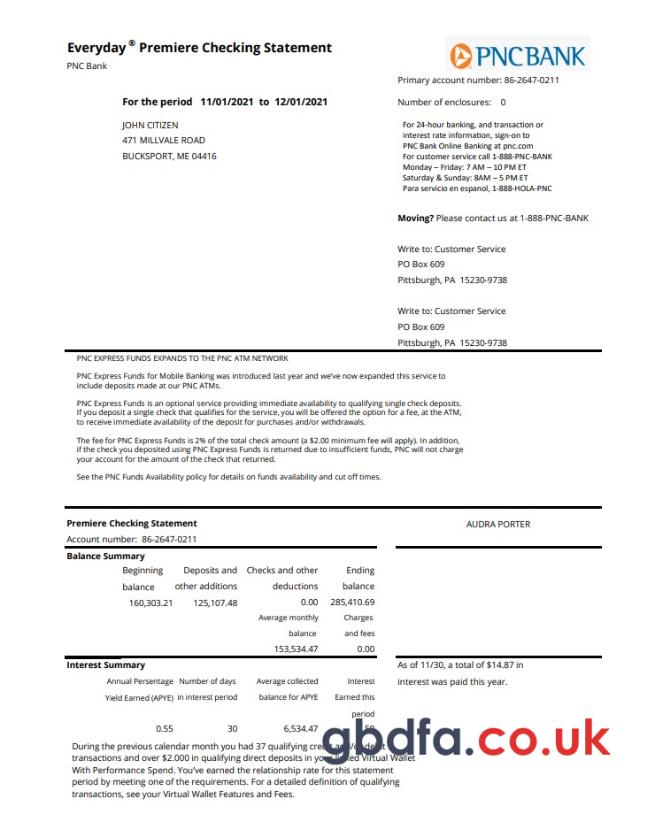 Everyday ® Premiere Checking Statement
PNC Bank
PNCBANK
Primary account number: 86-2647-0211
For the period 11/01/2021 to 12/01/2021
Number of enclosures: 0
JOHN CITIZEN
471 MILLVALE ROAD
BUCKSPORT, ME 04416
For 24-hour banking, and transaction or
interest rate information, sign-on to
PNC Bank Online Banking at pnc.com
For customer service call 1-888-PNC-BANK
Monday – Friday: 7 AM – 10 PM ET
Saturday & Sunday: 8AM – 5 PM ET
Para servicio en espanol, 1-888-HOLA-PNC
Moving? Please contact us at 1-888-PNC-BANK
Write to: Customer Service
PO Box 609
Pittsburgh, PA 15230-9738
Write to: Customer Service
PO Box 609
Pittsburgh, PA 15230-9738
PNC EXPRESS FUNDS EXPANDS TO THE PNC ATM NETWORK
PNC Express Funds for Mobile Banking was introduced last year and we've now expanded this service to
include deposits made at our PNC ATMs.
PNC Express Funds is an optional service providing immediate availability to qualifying single check deposits.
If you deposit a single check that qualifies for the service, you will be offered the option for a fee, at the ATM,
to receive immediate availability of the deposit for purchases and/or withdrawals.
The fee for PNC Express Funds is 2% of the total check amount (a $2.00 minimum fee will apply). In addition,
if the check you deposited using PNC Express Funds is returned due to insufficient funds, PNC will not charge
your account for the amount of the check that returned.
See the PNC Funds Availability policy for details on funds availability and cut off times.
Premiere Checking Statement
AUDRA PORTER
Account number: 86-2647-0211
Balance Summary
Beginning Deposits and Checks and other Ending
balance other additions deductions balance
160,303.21 125,107.48 0.00 285,410.69
Average monthly Charges
balance and fees
153,534.47 0.00
Interest Summary
As of 11/30, a total of $14.87 in
interest was paid this year.
Annual Persentage Number of days Average collected Interest
Yield Earned (APYE) in interest period balance for APYE Earned this
period
0.55 30 6,534.47
gbdfa.co.uk
During the previous calendar month you had 37 qualifying credit
transactions and over $2.000 in qualifying direct deposits in your linked Virtual Wallet
With Performance Spend. You've earned the relationship rate for this statement
period by meeting one of the requirements. For a detailed definition of qualifying
transactions, see your Virtual Wallet Features and Fees.